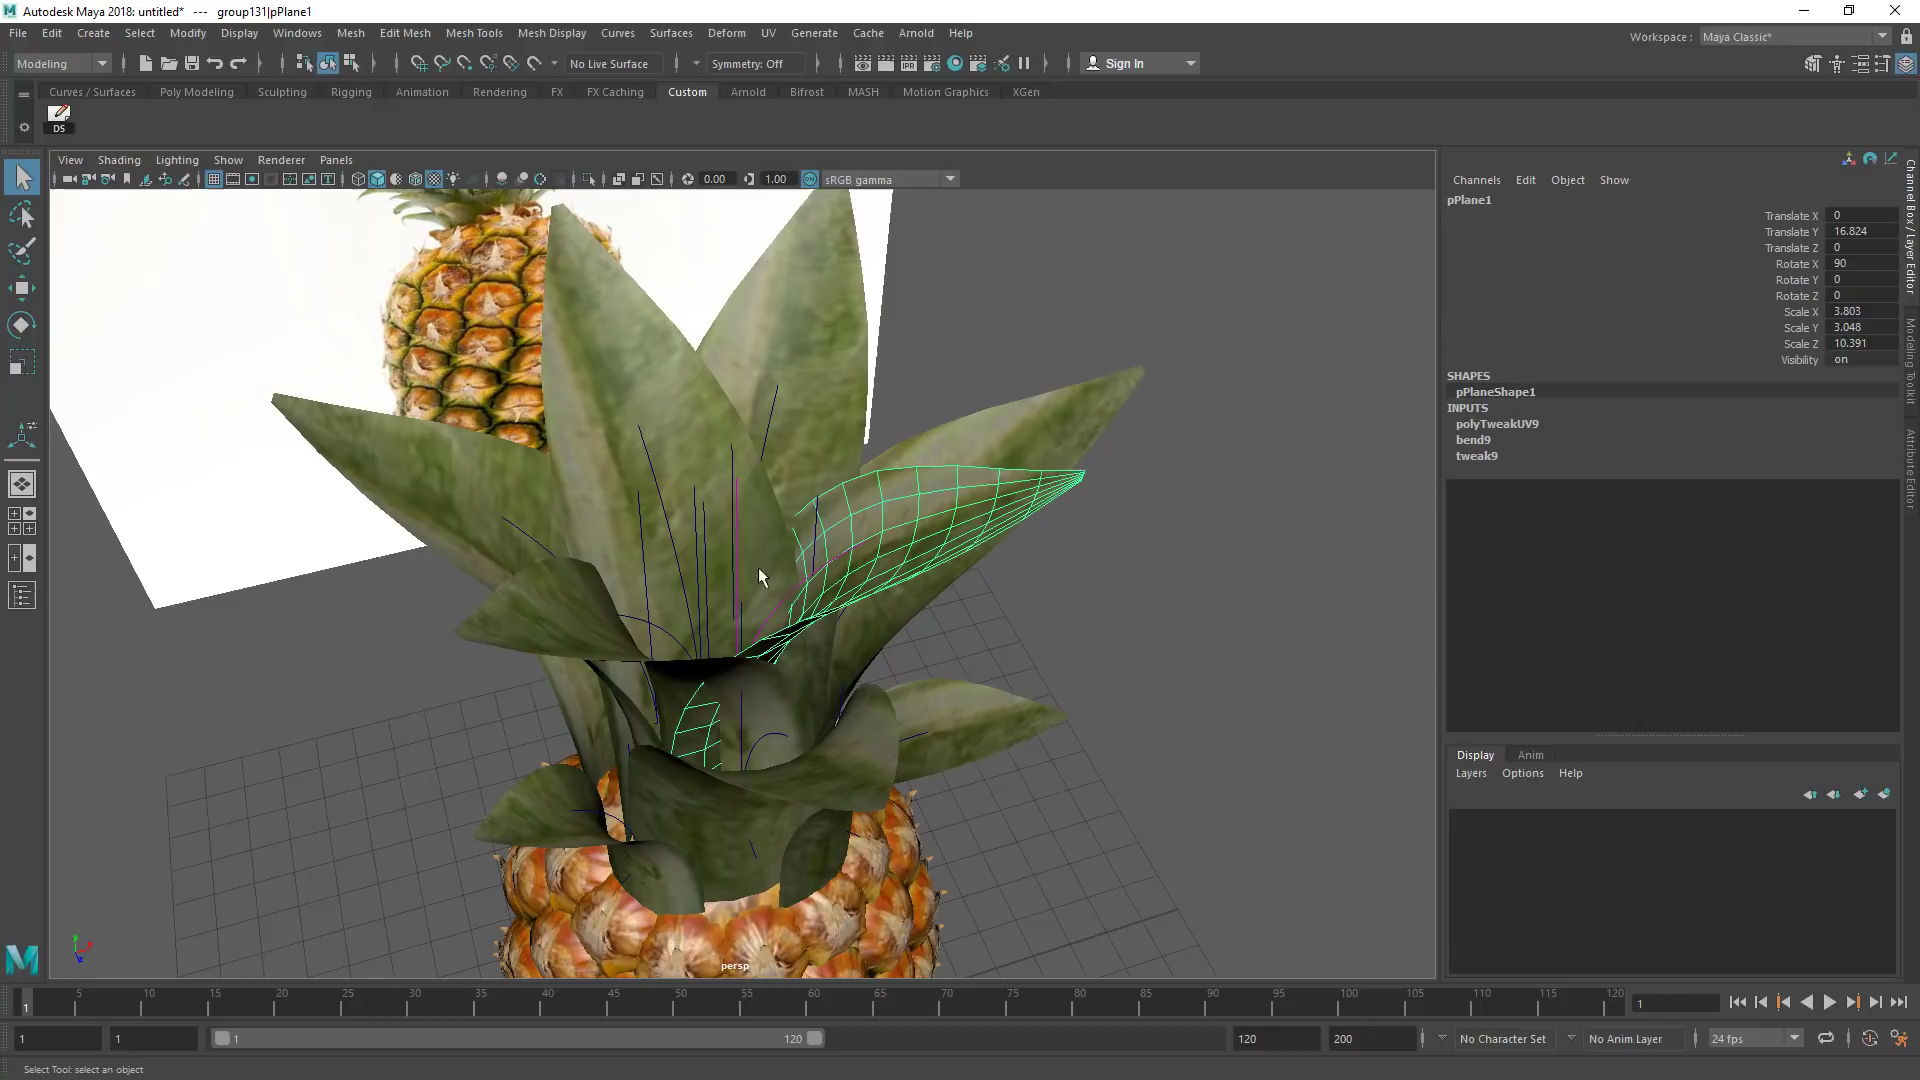 Autodesk Maya 2018: untitled* --- group131|pPlane1
File Edit Create Select Modify Display Windows Mesh Edit Mesh Mesh Tools Mesh Display Curves Surfaces Deform UV Generate Cache Arnold Help
Workspace : Maya Classic*
Modeling No Live Surface Symmetry: Off Sign In
Curves / Surfaces Poly Modeling Sculpting Rigging Animation Rendering FX FX Caching Custom Arnold Bifrost MASH Motion Graphics XGen
DS
View Shading Lighting Show Renderer Panels
0.00 1.00 sRGB gamma
Channels Edit Object Show
pPlane1
Translate X 0
Translate Y 16.824
Translate Z 0
Rotate X 90
Rotate Y 0
Rotate Z 0
Scale X 3.803
Scale Y 3.048
Scale Z 10.391
Visibility on
SHAPES
pPlaneShape1
INPUTS
polyTweakUV9
bend9
tweak9
Channel Box / Layer Editor
Modeling Toolkit
Attribute Editor
Display Anim
Layers Options Help
persp
1 5 10 15 20 25 30 35 40 45 50 55 60 65 70 75 80 85 90 95 100 105 110 115 120 1
1 1 1 120 120 200 No Character Set No Anim Layer 24 fps
Select Tool: select an object